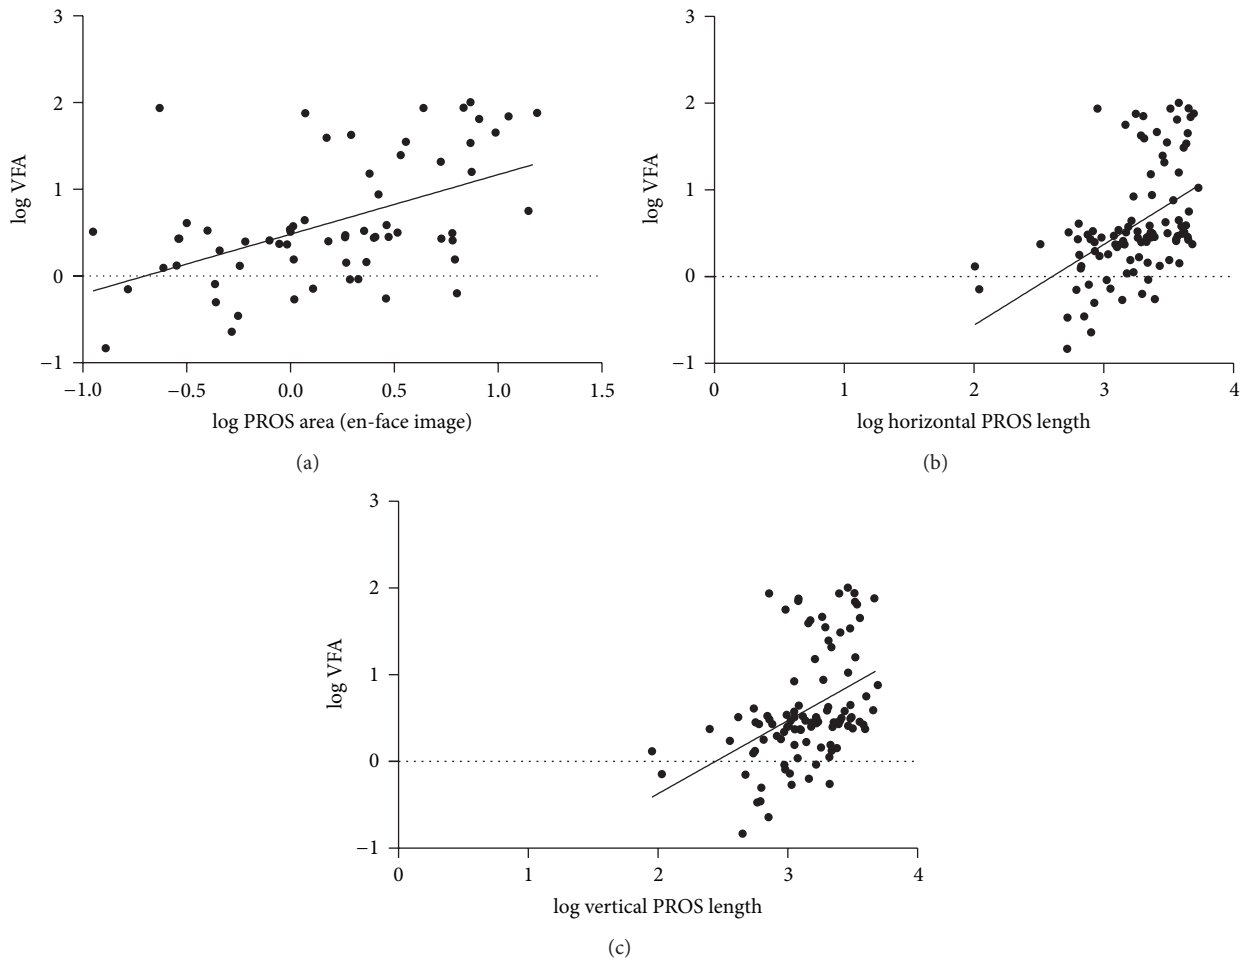 3
2
1
0
−1
log VFA
−1.0 −0.5 0.0 0.5 1.0 1.5
log PROS area (en-face image)
(a)
3
2
1
0
−1
log VFA
0 1 2 3 4
log horizontal PROS length
(b)
3
2
1
0
−1
log VFA
0 1 2 3 4
log vertical PROS length
(c)